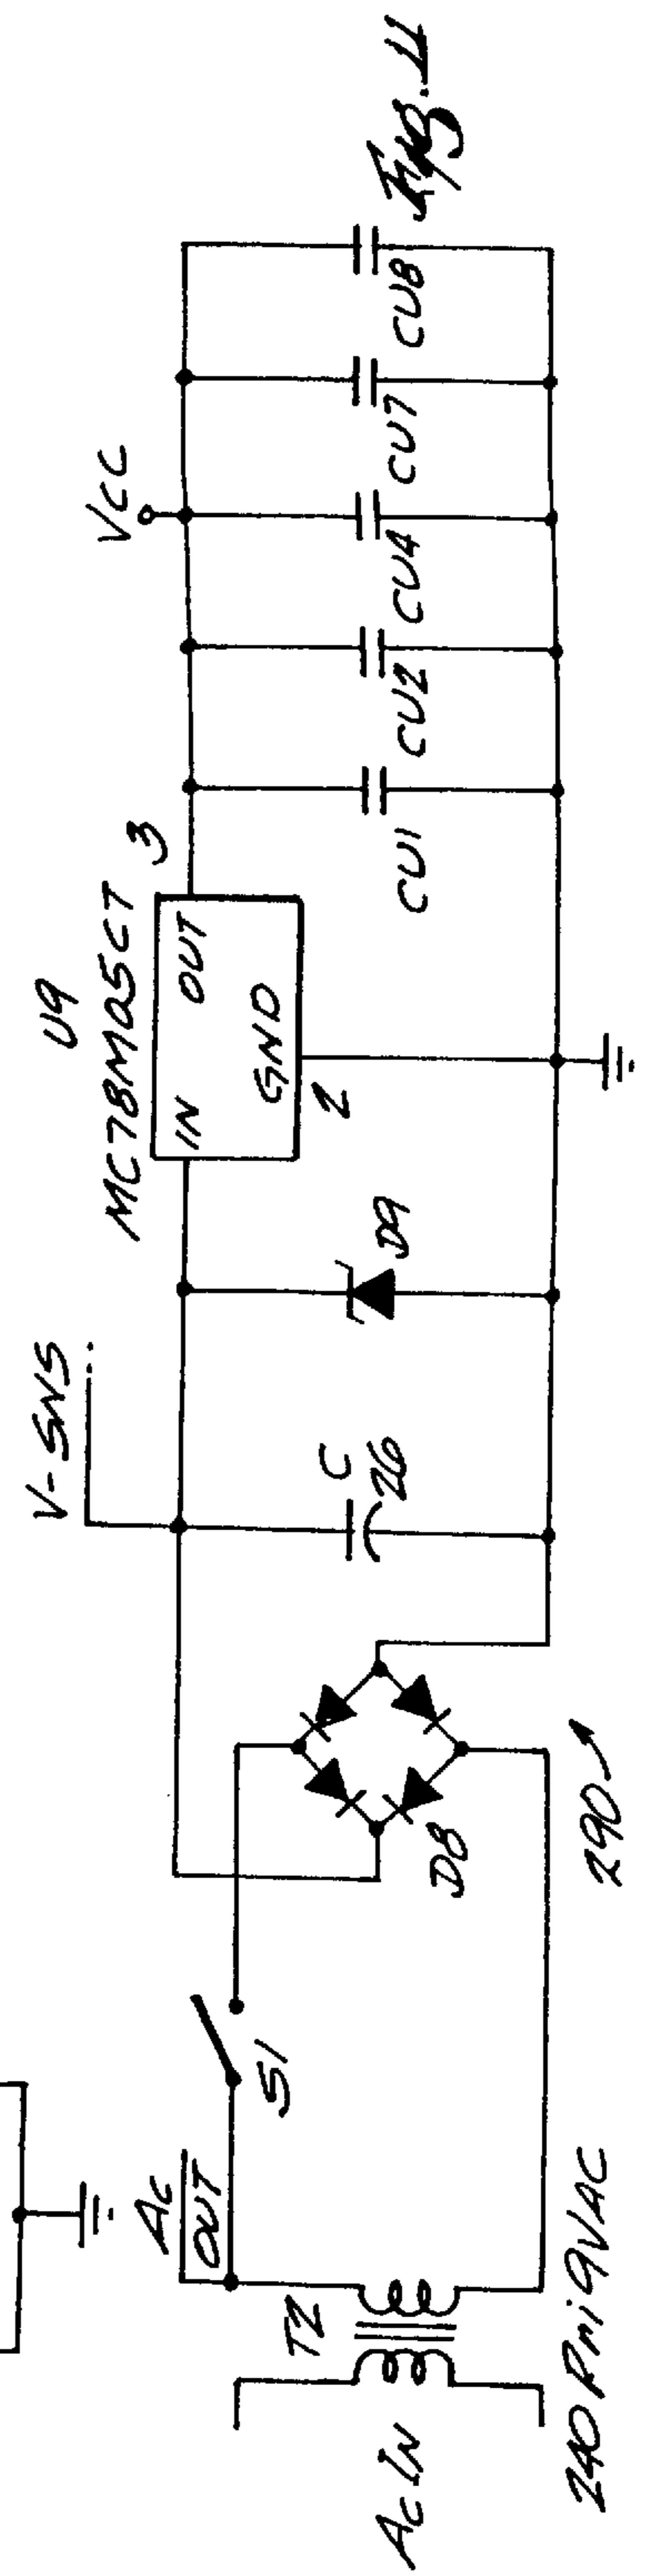 AC IN
240 Pri 9VAC
T2
AC
OUT
S1
D8
290
V-SNS
C
26
D9
U9
MC78M05CT
IN
OUT
GND
2
3
VCC
CU1
CU2
CU4
CU7
CU8
Fig. 11